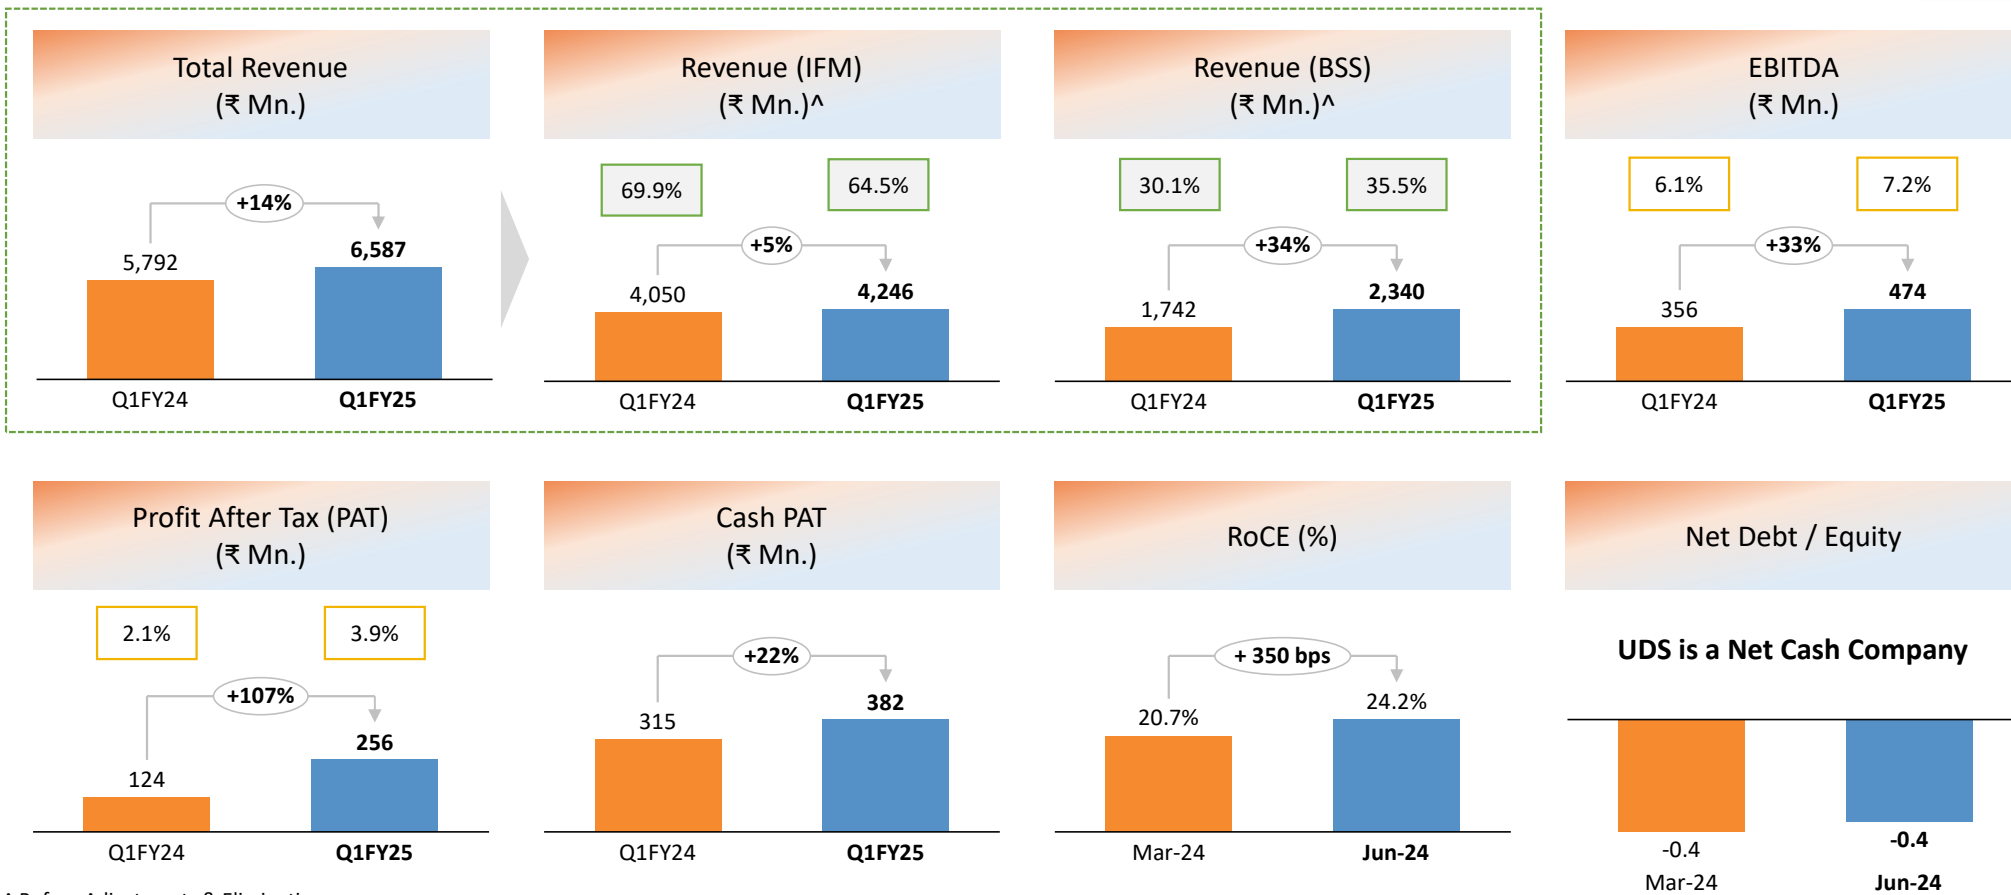 Total Revenue
(₹ Mn.)
+14%
5,792
6,587
Q1FY24
Q1FY25
Revenue (IFM)
(₹ Mn.)^
69.9%
64.5%
+5%
4,050
4,246
Q1FY24
Q1FY25
Revenue (BSS)
(₹ Mn.)^
30.1%
35.5%
+34%
1,742
2,340
Q1FY24
Q1FY25
EBITDA
(₹ Mn.)
6.1%
7.2%
+33%
356
474
Q1FY24
Q1FY25
Profit After Tax (PAT)
(₹ Mn.)
2.1%
3.9%
+107%
124
256
Q1FY24
Q1FY25
Cash PAT
(₹ Mn.)
+22%
315
382
Q1FY24
Q1FY25
RoCE (%)
+ 350 bps
20.7%
24.2%
Mar-24
Jun-24
Net Debt / Equity
UDS is a Net Cash Company
-0.4
-0.4
Mar-24
Jun-24